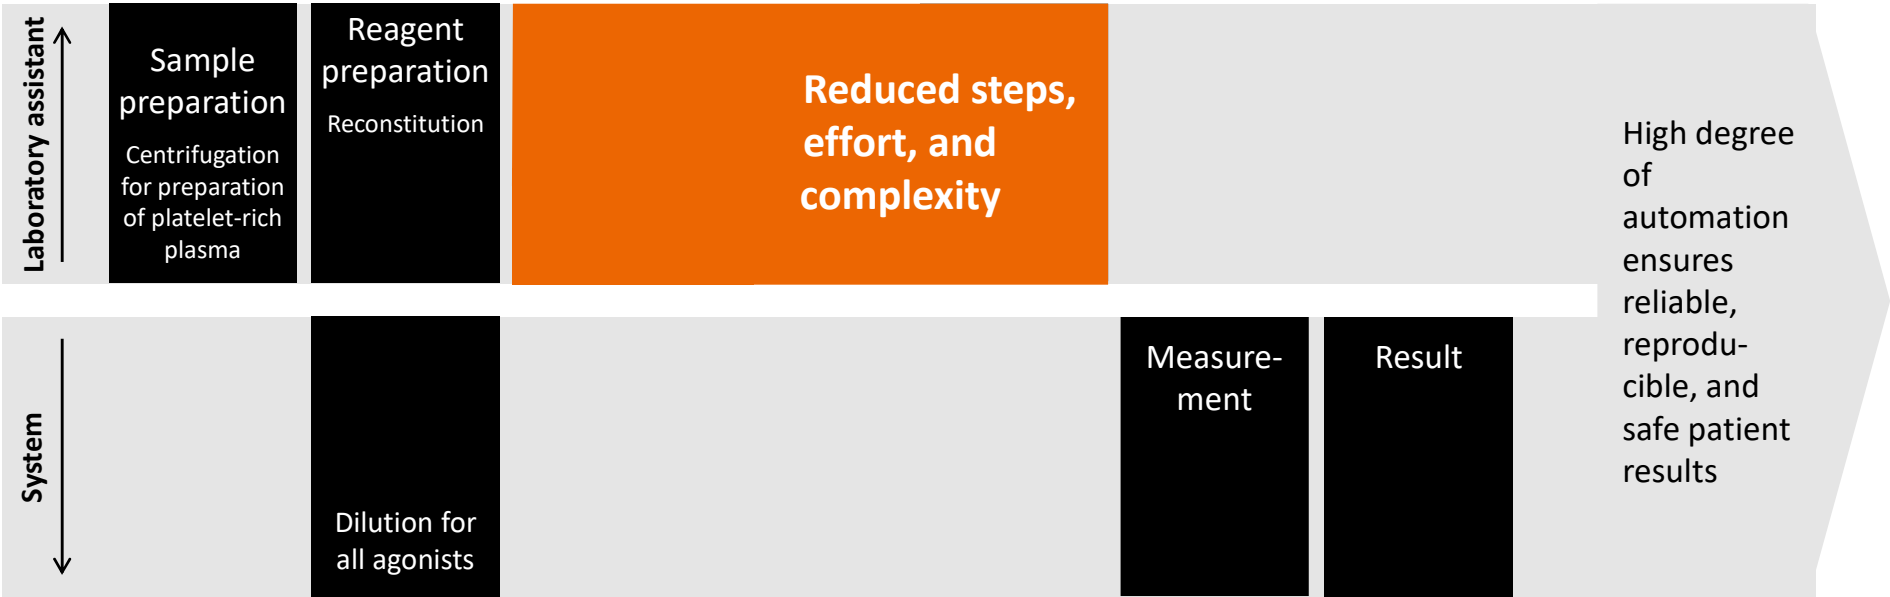 Laboratory assistant
Sample
preparation
Centrifugation
for preparation
of platelet-rich
plasma
Reagent
preparation
Reconstitution
Reduced steps,
effort, and
complexity
System
Dilution for
all agonists
Measure-
ment
Result
High degree
of
automation
ensures
reliable,
reprodu-
cible, and
safe patient
results